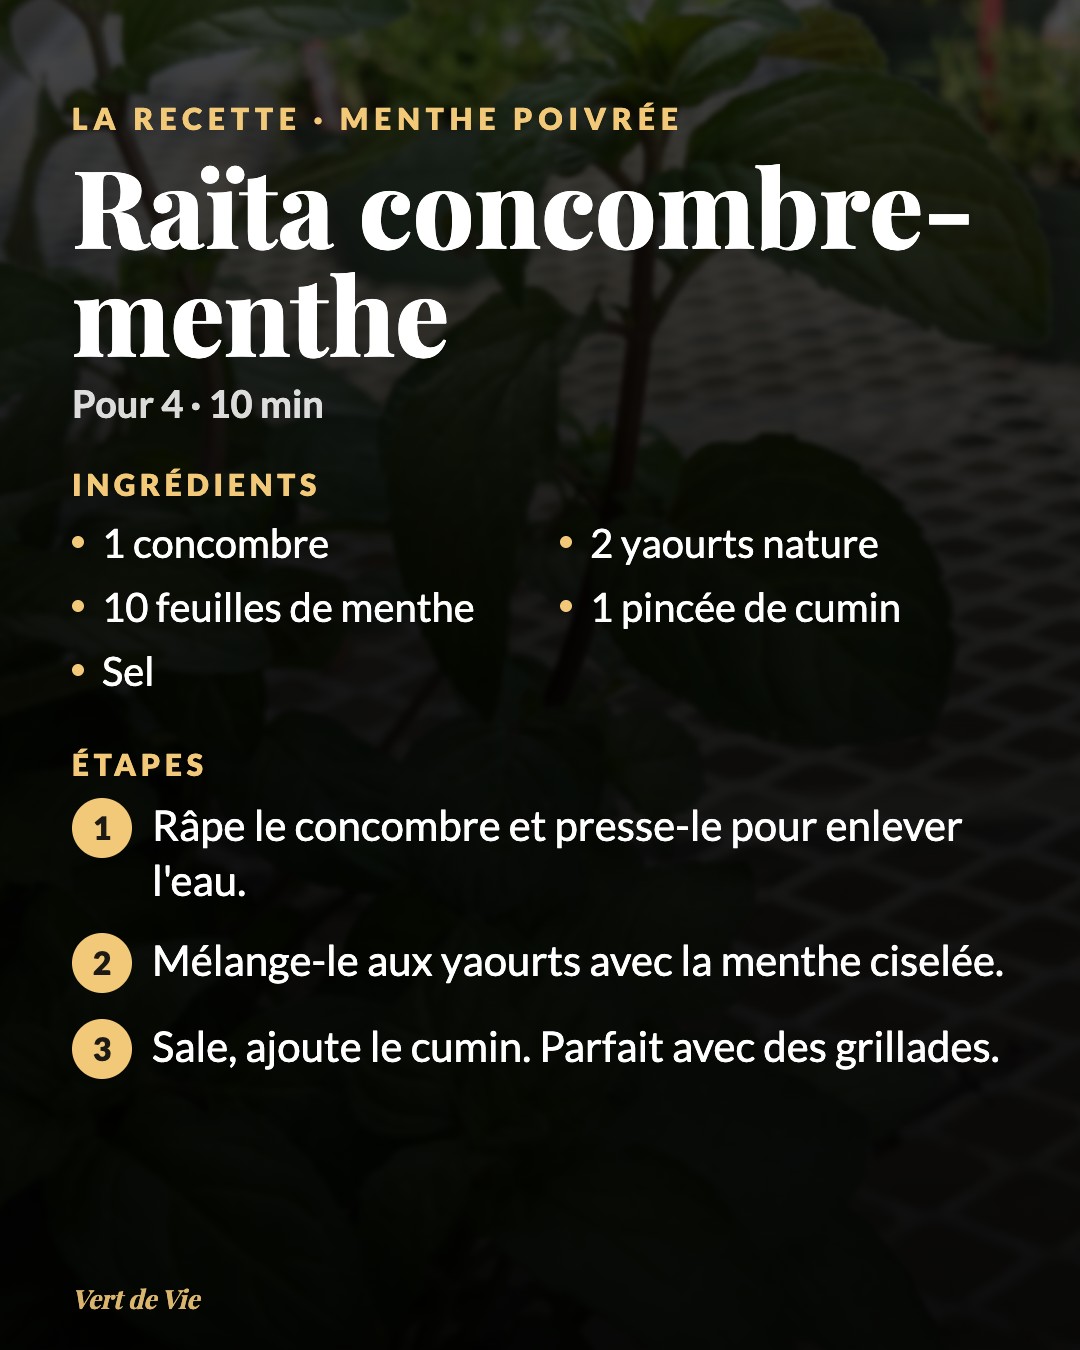 LA RECETTE · MENTHE POIVRÉE
Raïta concombre-
menthe
Pour 4 · 10 min
INGRÉDIENTS
• 1 concombre
• 2 yaourts nature
• 10 feuilles de menthe
• 1 pincée de cumin
• Sel
ÉTAPES
1 Râpe le concombre et presse-le pour enlever
l'eau.
2 Mélange-le aux yaourts avec la menthe ciselée.
3 Sale, ajoute le cumin. Parfait avec des grillades.
Vert de Vie